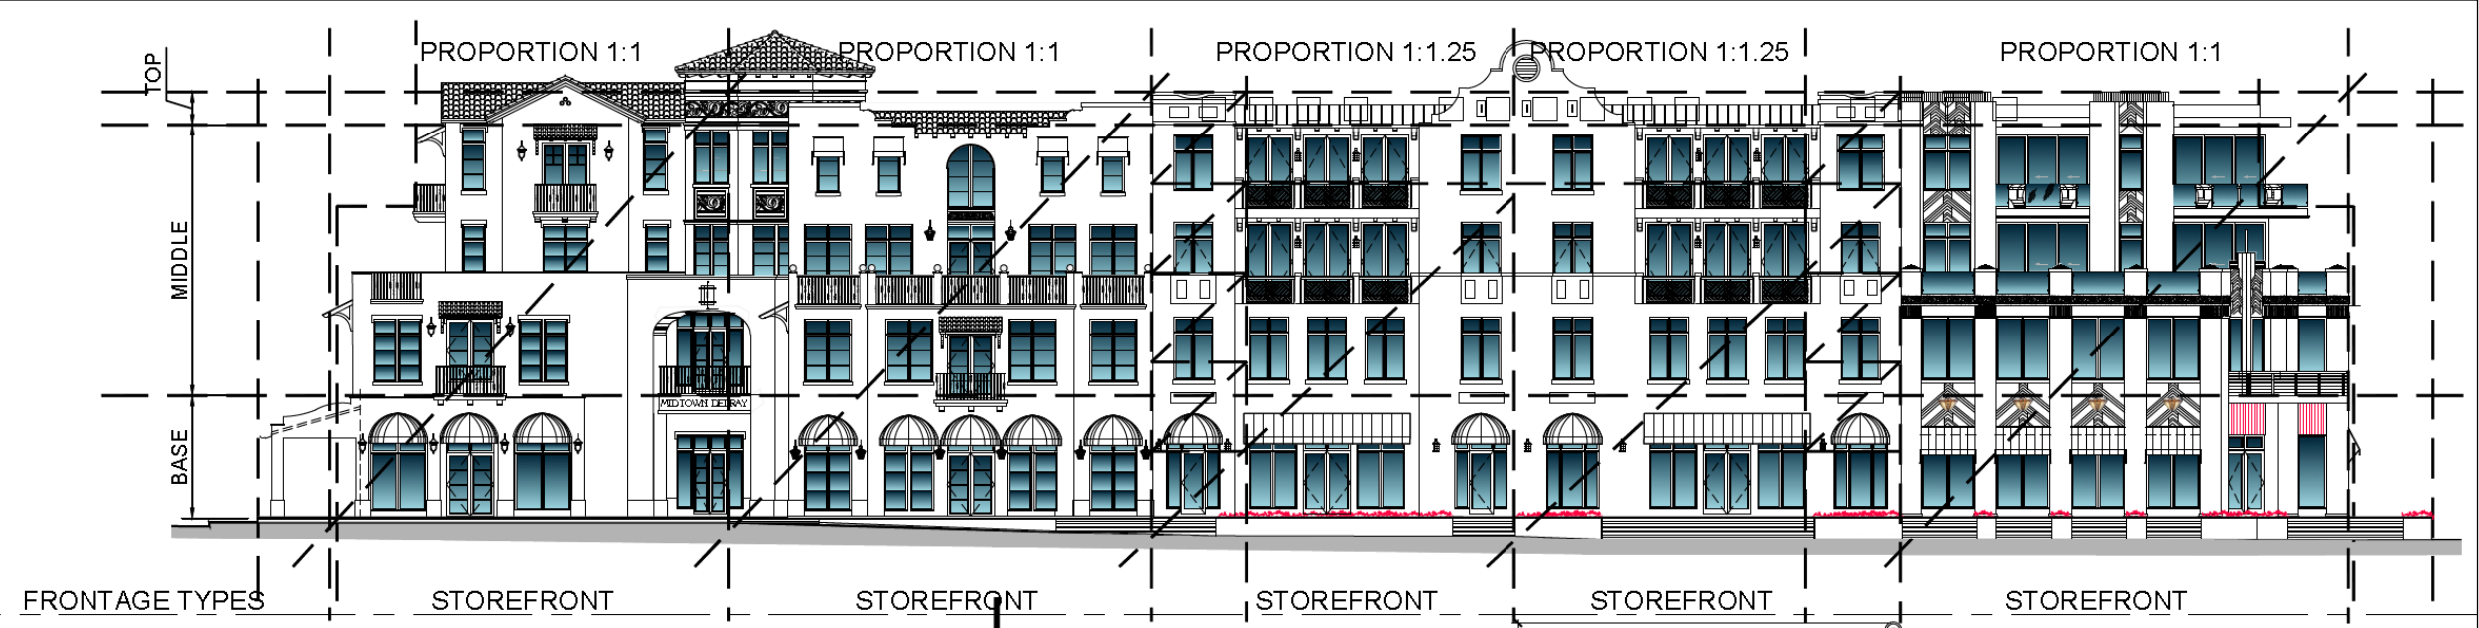 PROPORTION 1:1
PROPORTION 1:1
PROPORTION 1:1.25
PROPORTION 1:1.25
PROPORTION 1:1
TOP
MIDDLE
BASE
MIDTOWN DELRAY
FRONTAGE TYPES
STOREFRONT
STOREFRONT
STOREFRONT
STOREFRONT
STOREFRONT